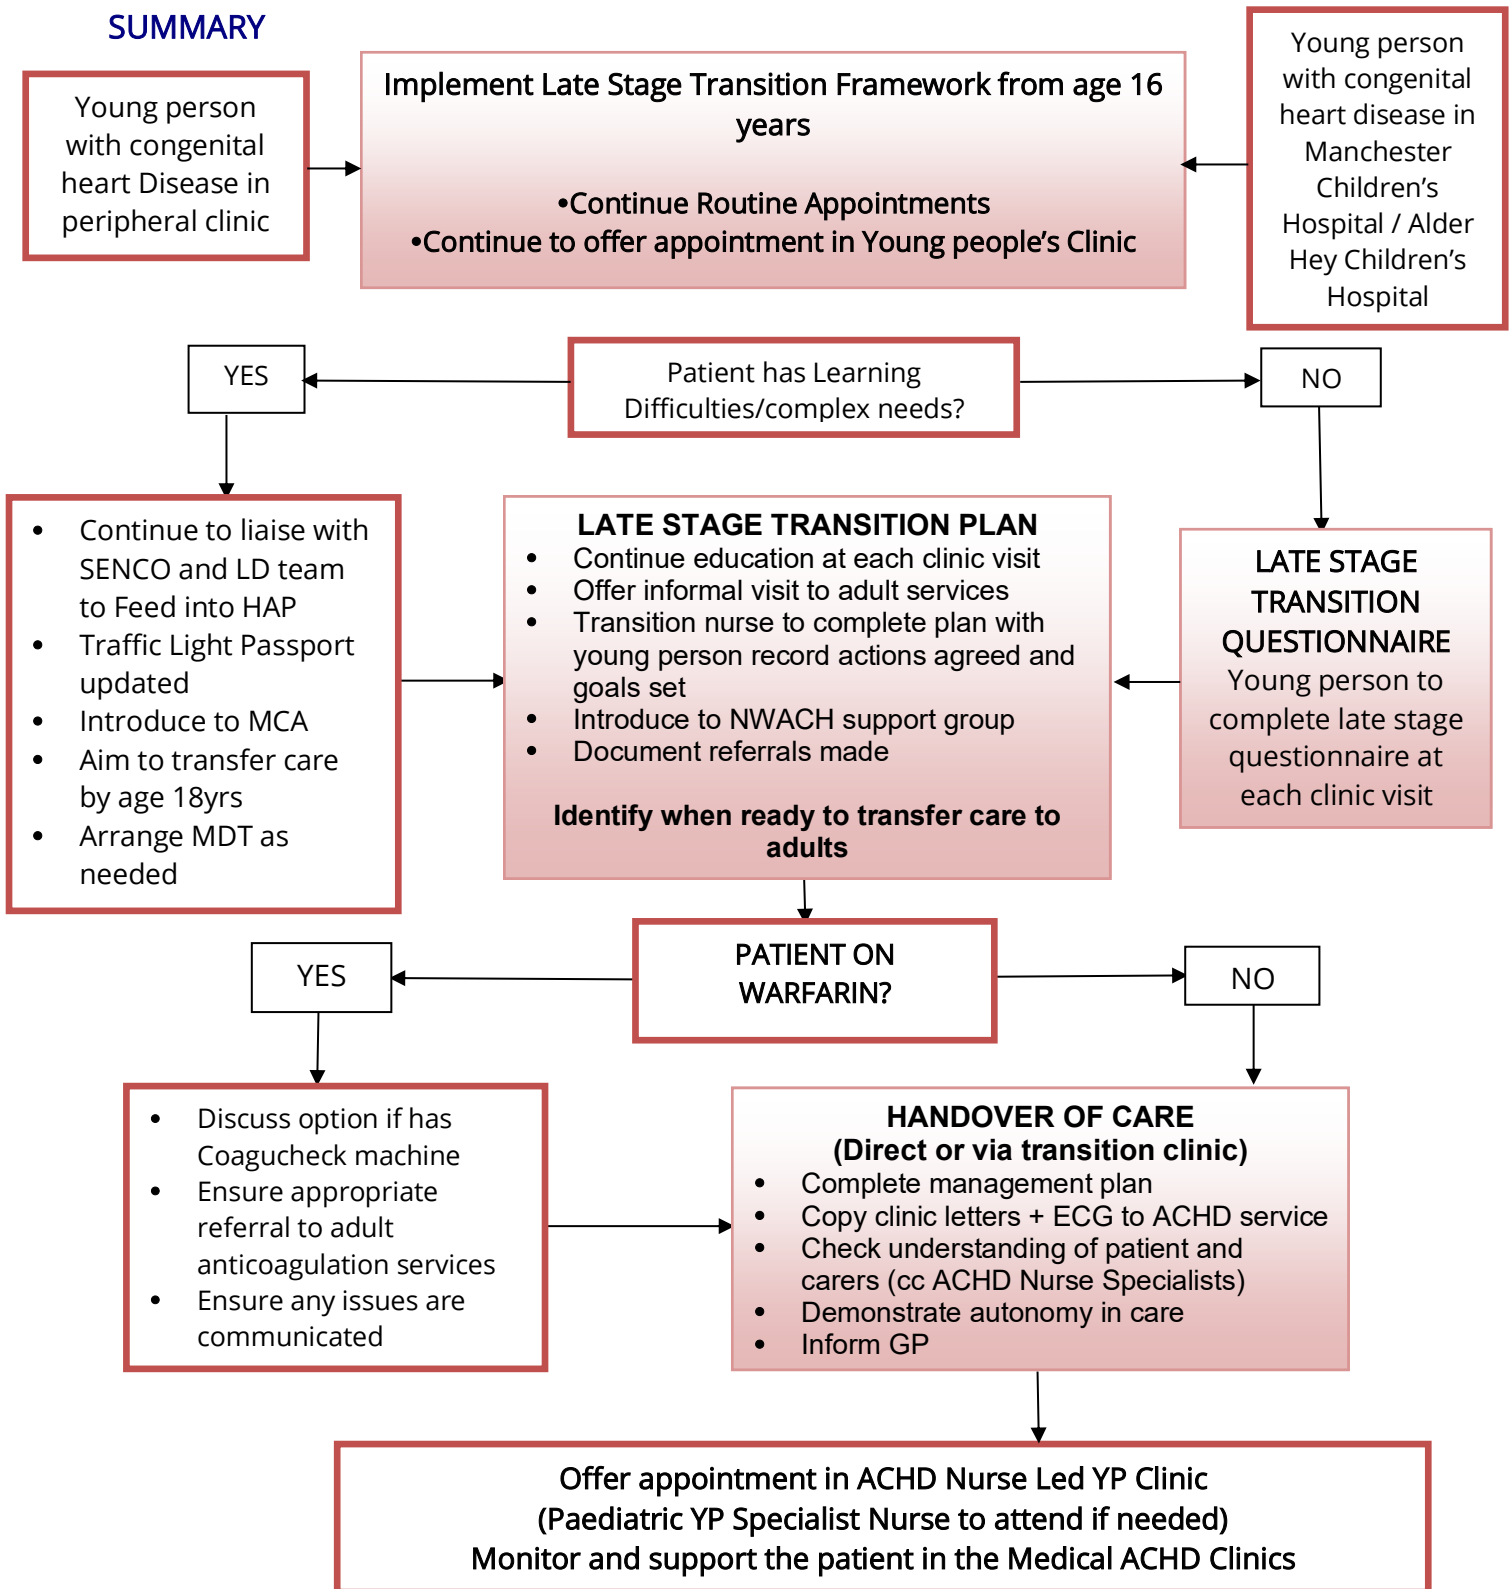 SUMMARY
Young person
with congenital
heart Disease in
peripheral clinic
Implement Late Stage Transition Framework from age 16
years
•Continue Routine Appointments
•Continue to offer appointment in Young people’s Clinic
Young person
with congenital
heart disease in
Manchester
Children’s
Hospital / Alder
Hey Children’s
Hospital
YES
Patient has Learning
Difficulties/complex needs?
NO
• Continue to liaise with
SENCO and LD team
to Feed into HAP
• Traffic Light Passport
updated
• Introduce to MCA
• Aim to transfer care
by age 18yrs
• Arrange MDT as
needed
LATE STAGE TRANSITION PLAN
• Continue education at each clinic visit
• Offer informal visit to adult services
• Transition nurse to complete plan with
young person record actions agreed and
goals set
• Introduce to NWACH support group
• Document referrals made
Identify when ready to transfer care to
adults
LATE STAGE
TRANSITION
QUESTIONNAIRE
Young person to
complete late stage
questionnaire at
each clinic visit
YES
PATIENT ON
WARFARIN?
NO
• Discuss option if has
Coagucheck machine
• Ensure appropriate
referral to adult
anticoagulation services
• Ensure any issues are
communicated
HANDOVER OF CARE
(Direct or via transition clinic)
• Complete management plan
• Copy clinic letters + ECG to ACHD service
• Check understanding of patient and
carers (cc ACHD Nurse Specialists)
• Demonstrate autonomy in care
• Inform GP
Offer appointment in ACHD Nurse Led YP Clinic
(Paediatric YP Specialist Nurse to attend if needed)
Monitor and support the patient in the Medical ACHD Clinics